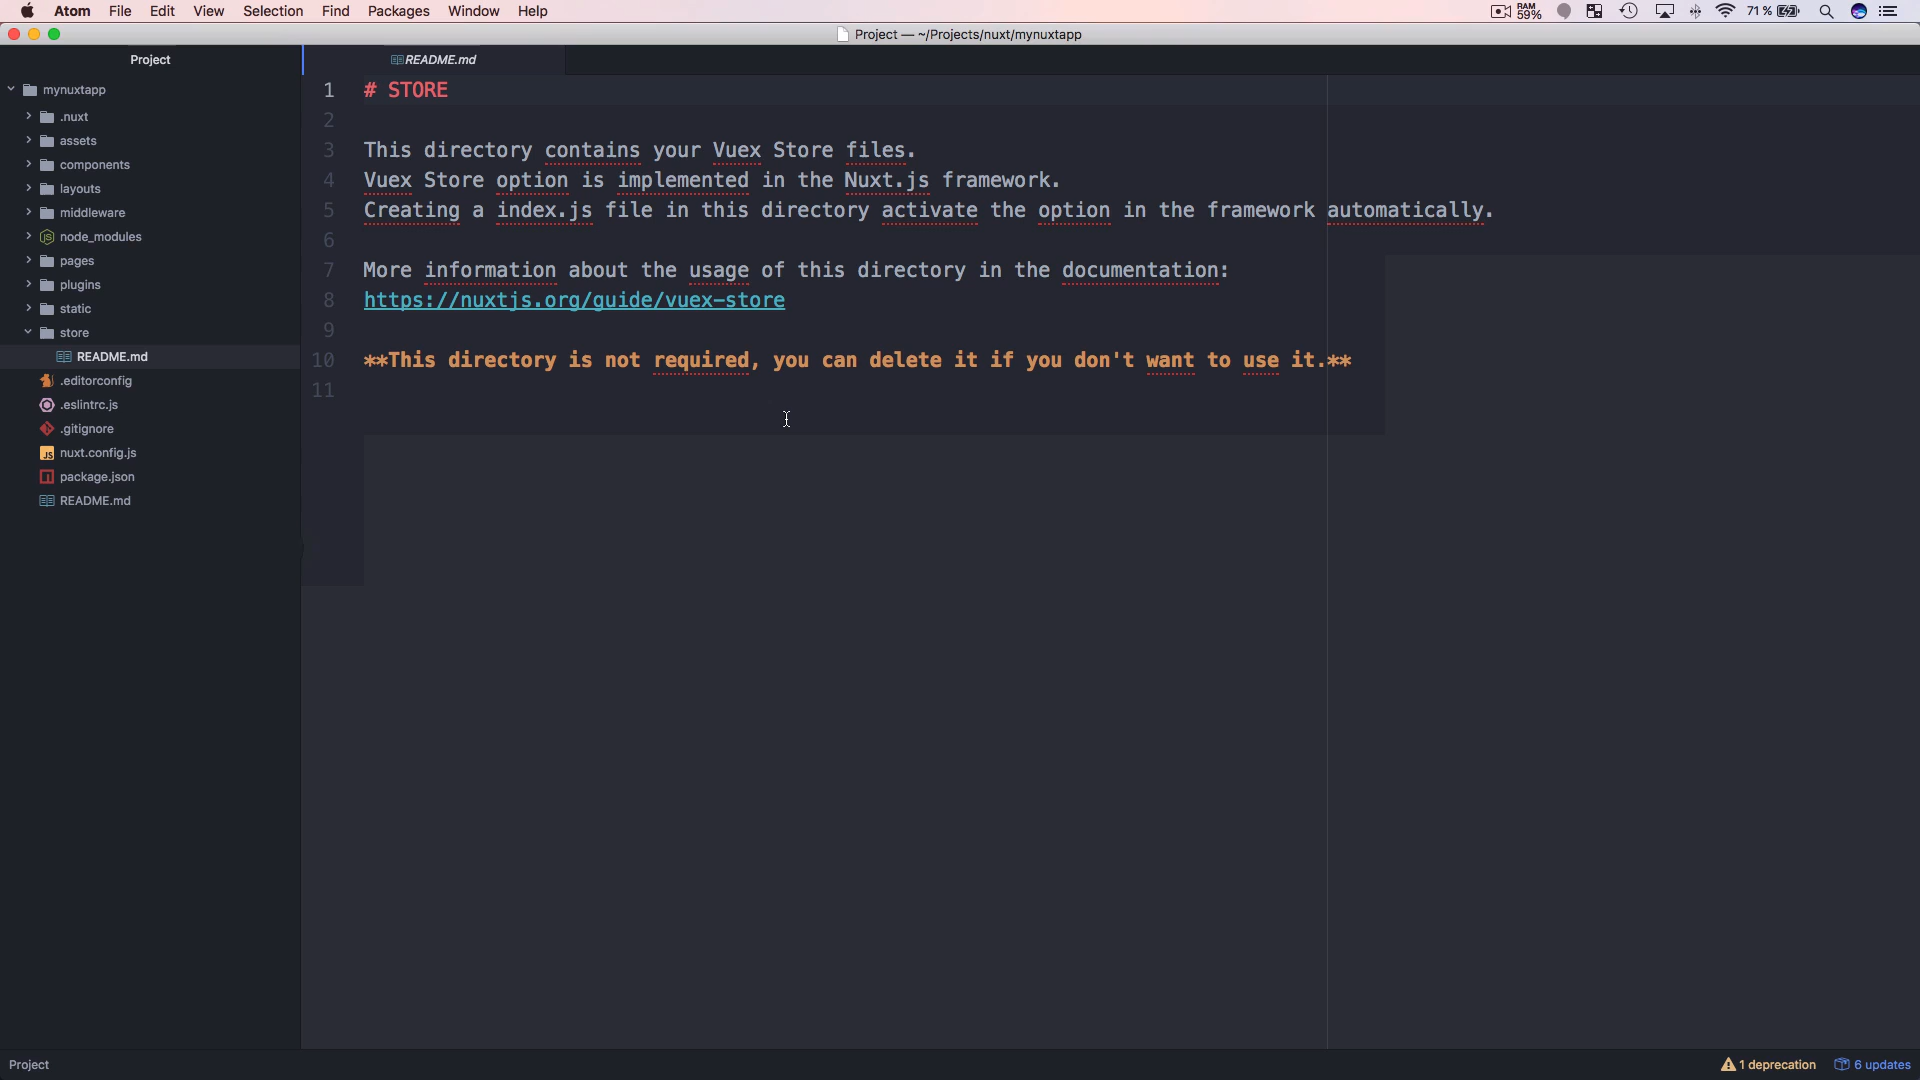 Atom File Edit View Selection Find Packages Window Help RAM 59% 71 %
Project — ~/Projects/nuxt/mynuxtapp
Project
mynuxtapp
.nuxt
assets
components
layouts
middleware
node_modules
pages
plugins
static
store
README.md
.editorconfig
.eslintrc.js
.gitignore
nuxt.config.js
package.json
README.md
README.md
1 # STORE
2
3 This directory contains your Vuex Store files.
4 Vuex Store option is implemented in the Nuxt.js framework.
5 Creating a index.js file in this directory activate the option in the framework automatically.
6
7 More information about the usage of this directory in the documentation:
8 https://nuxtjs.org/guide/vuex-store
9
10 **This directory is not required, you can delete it if you don't want to use it.**
11
Project
1 deprecation 6 updates